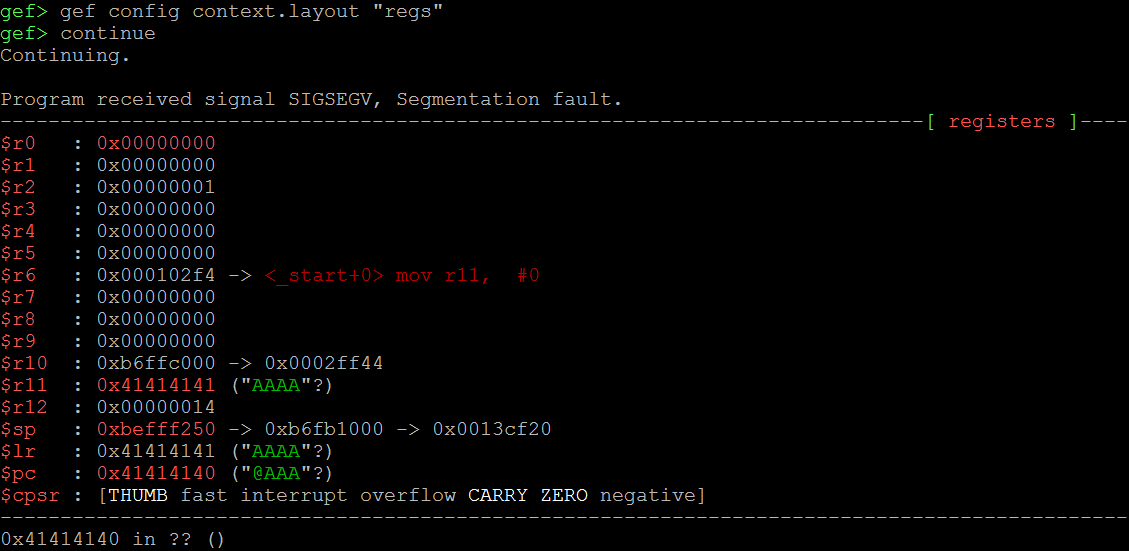 gef> gef config context.layout "regs"
gef> continue
Continuing.

Program received signal SIGSEGV, Segmentation fault.
-----------------------------------------------------------------------------[ registers ]----
$r0   : 0x00000000
$r1   : 0x00000000
$r2   : 0x00000001
$r3   : 0x00000000
$r4   : 0x00000000
$r5   : 0x00000000
$r6   : 0x000102f4 -> <_start+0> mov r11,  #0
$r7   : 0x00000000
$r8   : 0x00000000
$r9   : 0x00000000
$r10  : 0xb6ffc000 -> 0x0002ff44
$r11  : 0x41414141 ("AAAA"?)
$r12  : 0x00000014
$sp   : 0xbefff250 -> 0xb6fb1000 -> 0x0013cf20
$lr   : 0x41414141 ("AAAA"?)
$pc   : 0x41414140 ("@AAA"?)
$cpsr : [THUMB fast interrupt overflow CARRY ZERO negative]
----------------------------------------------------------------------------------------------
0x41414140 in ?? ()